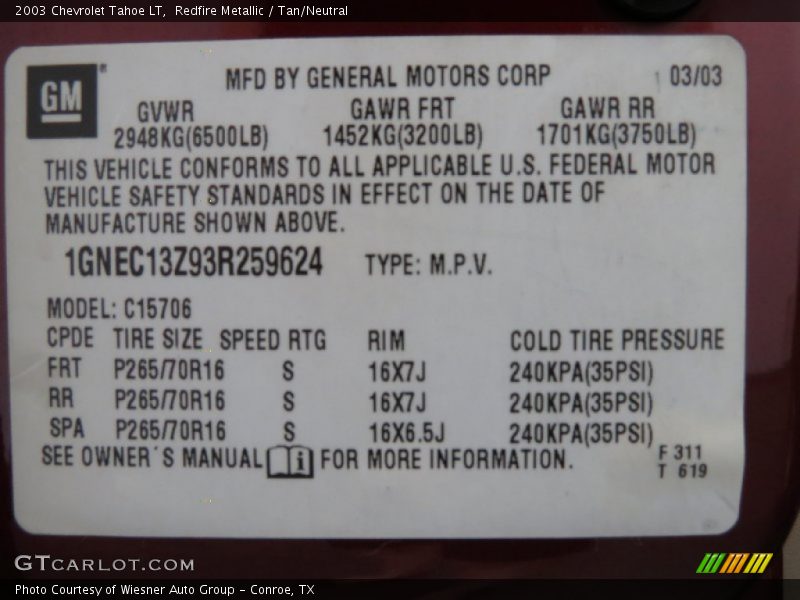 2003 Chevrolet Tahoe LT, Redfire Metallic / Tan/Neutral
GM
MFD BY GENERAL MOTORS CORP 03/03
GVWR GAWR FRT GAWR RR
2948KG(6500LB) 1452KG(3200LB) 1701KG(3750LB)
THIS VEHICLE CONFORMS TO ALL APPLICABLE U.S. FEDERAL MOTOR
VEHICLE SAFETY STANDARDS IN EFFECT ON THE DATE OF
MANUFACTURE SHOWN ABOVE.
1GNEC13Z93R259624 TYPE: M.P.V.
MODEL: C15706
CPDE TIRE SIZE SPEED RTG RIM COLD TIRE PRESSURE
FRT P265/70R16 S 16X7J 240KPA(35PSI)
RR P265/70R16 S 16X7J 240KPA(35PSI)
SPA P265/70R16 S 16X6.5J 240KPA(35PSI)
SEE OWNER'S MANUAL i FOR MORE INFORMATION.
F 311
T 619
GTCARLOT.COM
Photo Courtesy of Wiesner Auto Group - Conroe, TX